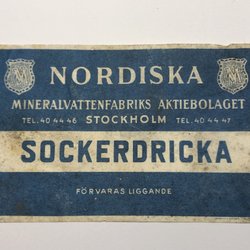 NORDISKA
MINERALVATTENFABRIKS AKTIEBOLAGET
TEL. 40 44 46 STOCKHOLM TEL. 40 44 47
SOCKERDRICKA
FÖRVARAS LIGGANDE